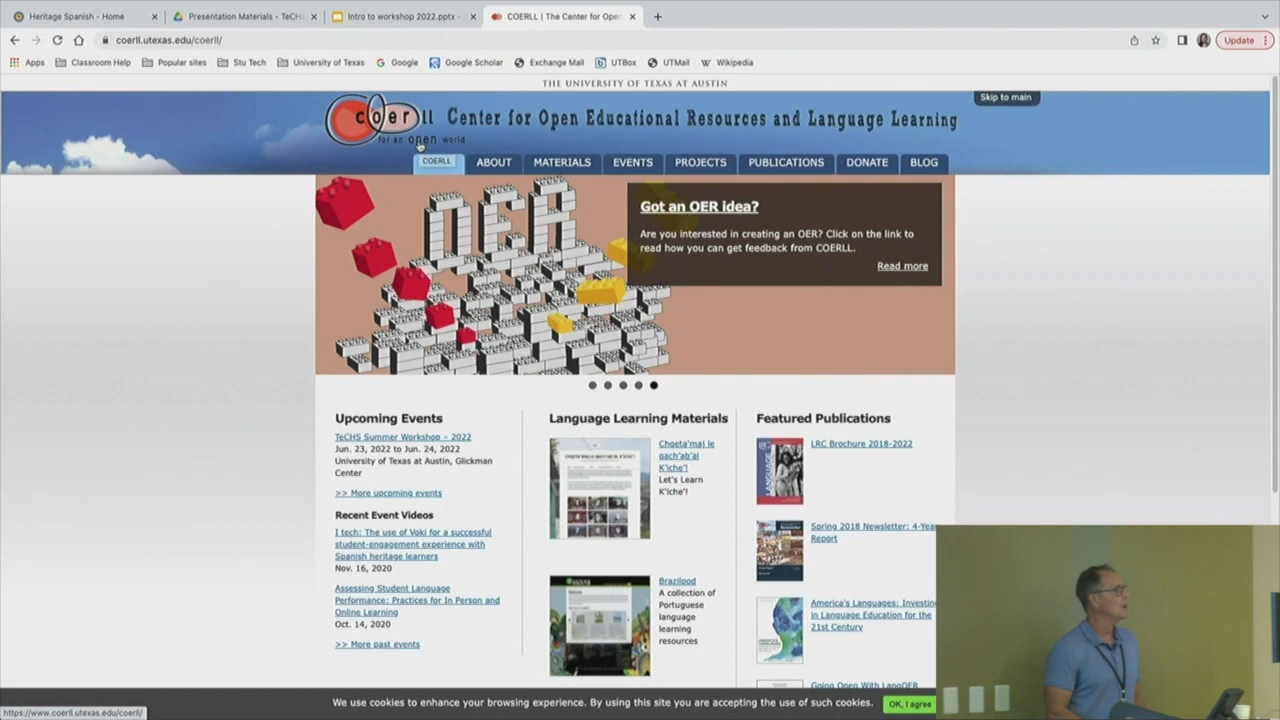 Heritage Spanish - Home
Presentation Materials - TeCHS
Intro to workshop 2022.pptx -
COERLL | The Center for Open
coerll.utexas.edu/coerll/
Update
Apps
Classroom Help
Popular sites
Stu Tech
University of Texas
Google
Google Scholar
Exchange Mail
UTBox
UTMail
Wikipedia
THE UNIVERSITY OF TEXAS AT AUSTIN
Skip to main
coerll Center for Open Educational Resources and Language Learning
for an open world
COERLL
ABOUT
MATERIALS
EVENTS
PROJECTS
PUBLICATIONS
DONATE
BLOG
OER
Got an OER idea?
Are you interested in creating an OER? Click on the link to
read how you can get feedback from COERLL.
Read more
Upcoming Events
TeCHS Summer Workshop – 2022
Jun. 23, 2022 to Jun. 24, 2022
University of Texas at Austin, Glickman
Center
>> More upcoming events
Recent Event Videos
I tech: The use of Voki for a successful
student-engagement experience with
Spanish heritage learners
Nov. 16, 2020
Assessing Student Language
Performance: Practices for In Person and
Online Learning
Oct. 14, 2020
>> More past events
Language Learning Materials
Chqeta'maj le
qach'ab'al
K'iche'!
Let's Learn
K'iche'!
Brazilpod
A collection of
Portuguese
language
learning
resources
Featured Publications
LRC Brochure 2018-2022
Spring 2018 Newsletter: 4-Year
Report
America's Languages: Investing
in Language Education for the
21st Century
Going Open With LangOER
We use cookies to enhance your browsing experience. By using this site you are accepting the use of such cookies.
OK, I agree
https://www.coerll.utexas.edu/coerll/